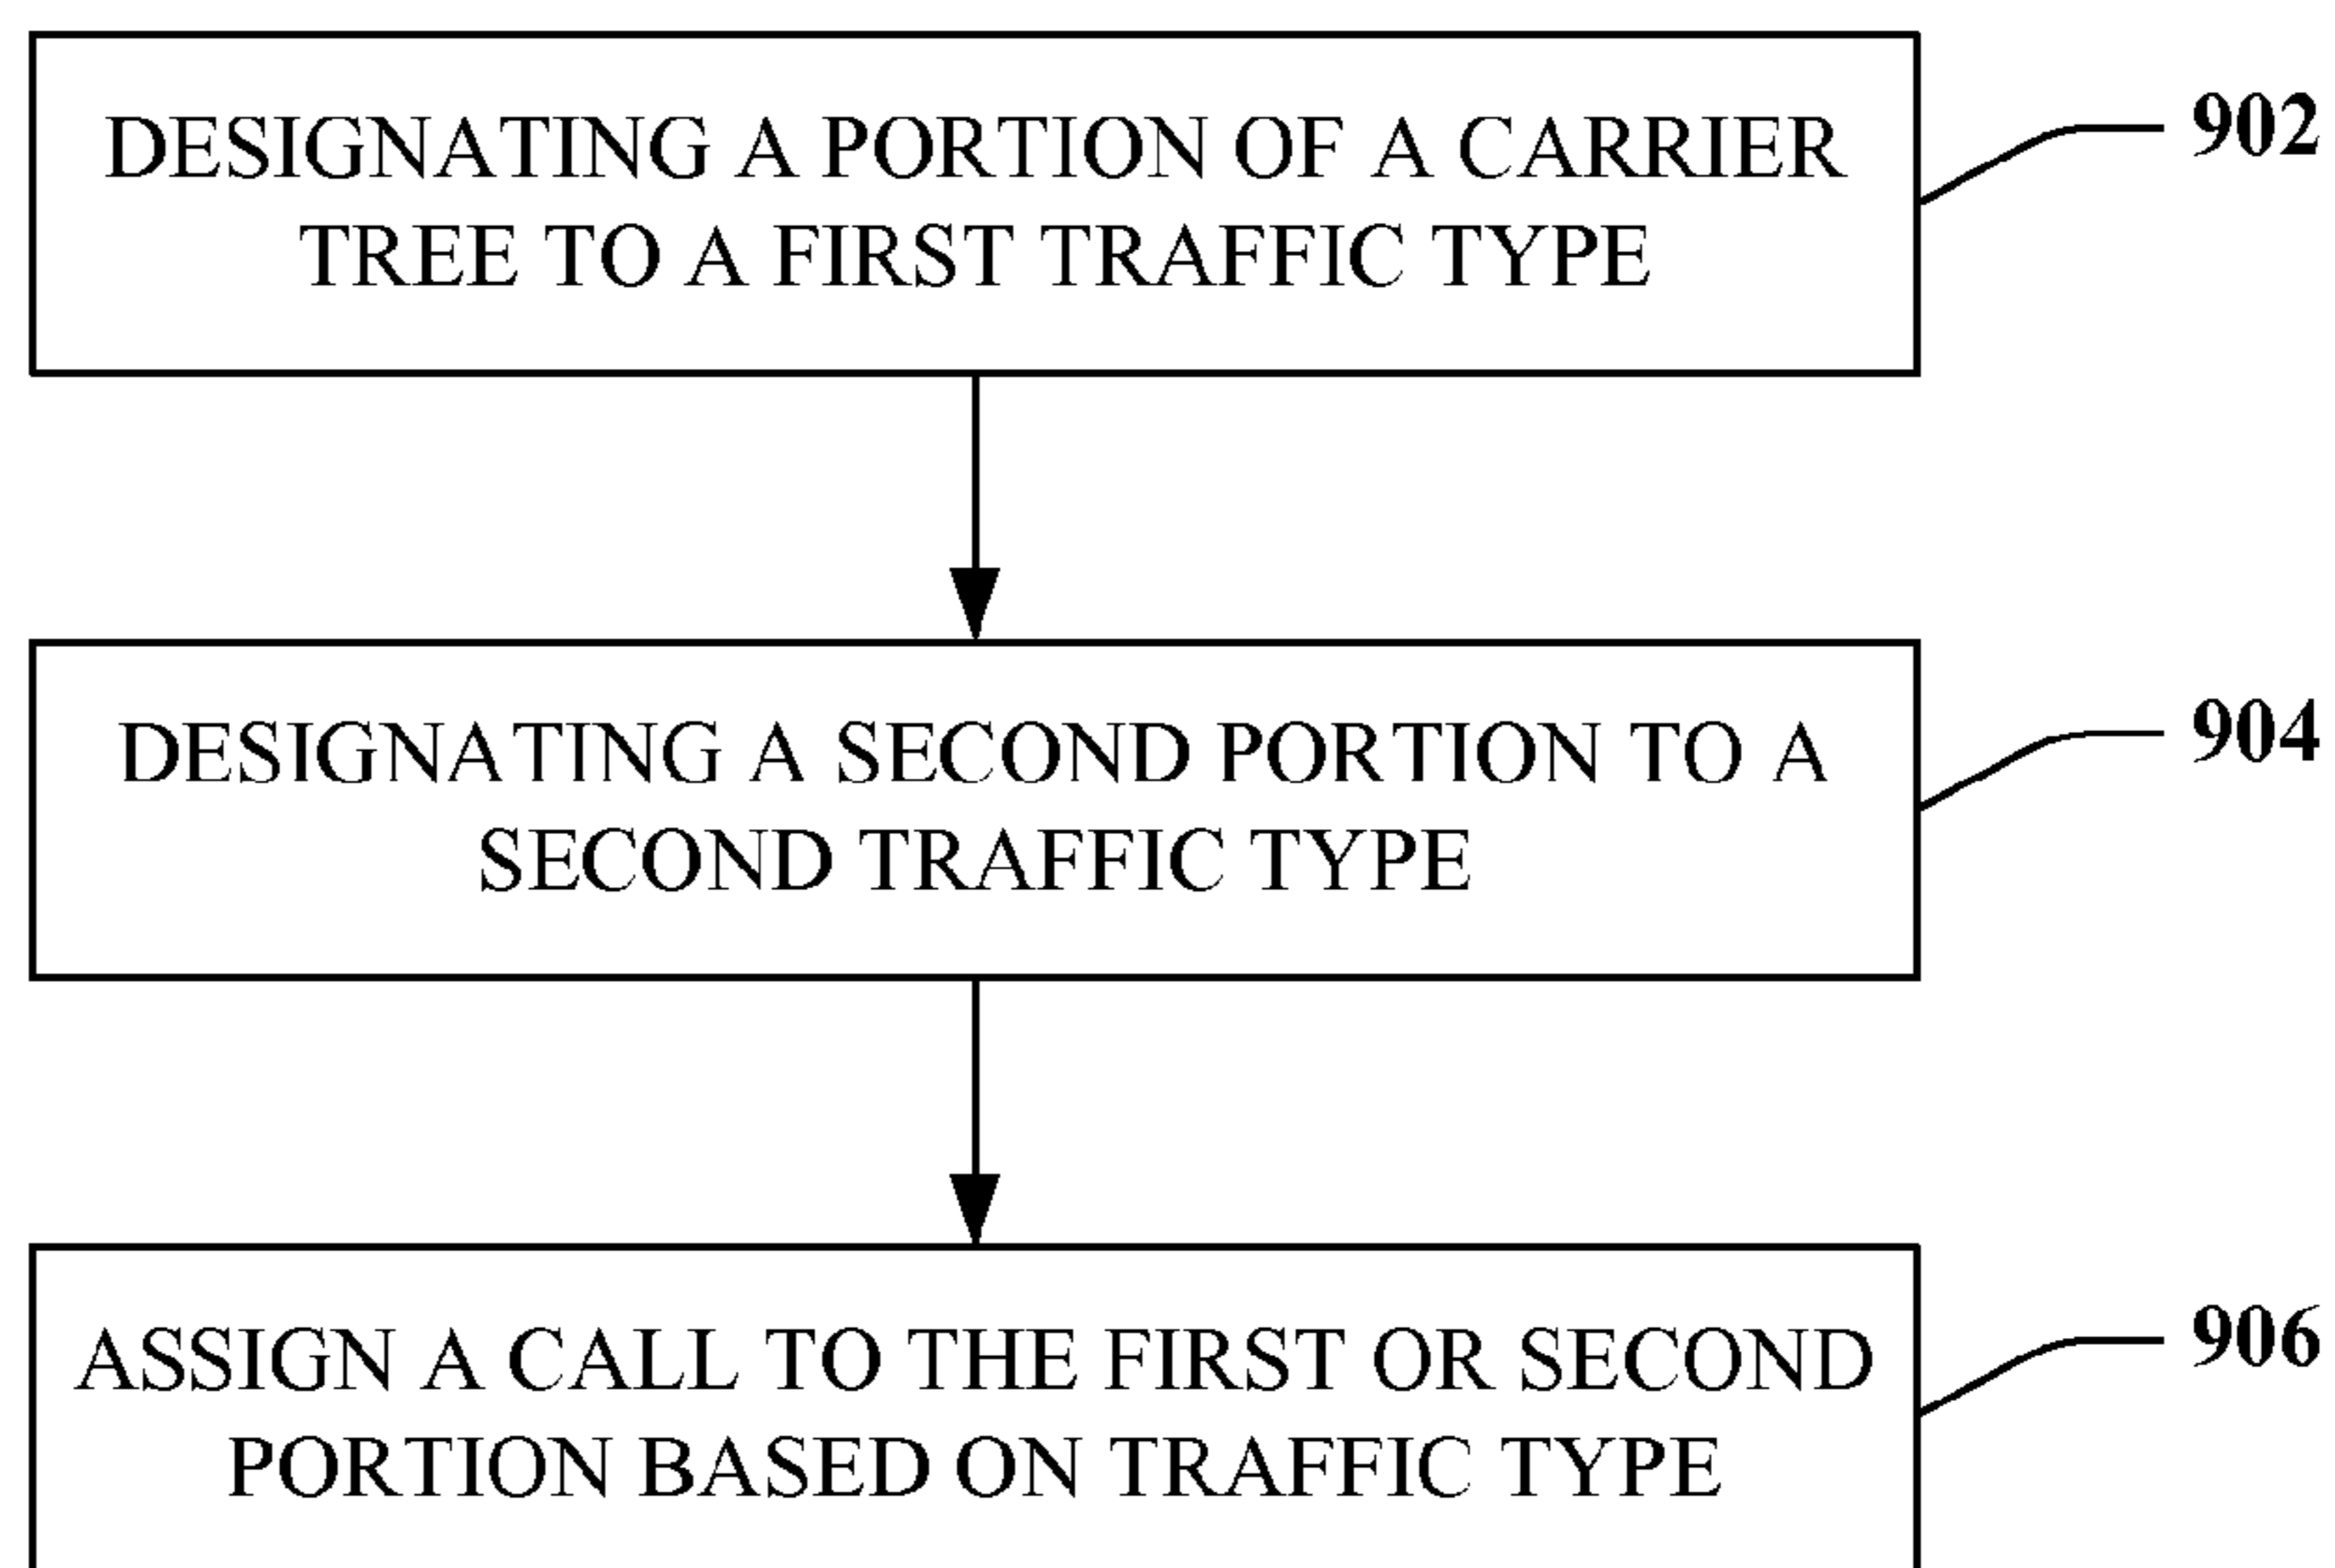 DESIGNATING A PORTION OF A CARRIER
TREE TO A FIRST TRAFFIC TYPE
902
DESIGNATING A SECOND PORTION TO A
SECOND TRAFFIC TYPE
904
ASSIGN A CALL TO THE FIRST OR SECOND
PORTION BASED ON TRAFFIC TYPE
906